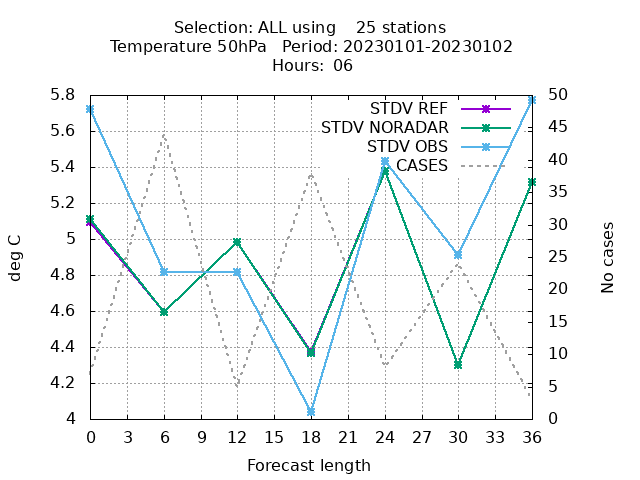 Selection: ALL using    25 stations
Temperature 50hPa   Period: 20230101-20230102
Hours:  06
STDV REF
STDV NORADAR
STDV OBS
CASES
5.8
5.6
5.4
5.2
5
4.8
4.6
4.4
4.2
4
deg C
50
45
40
35
30
25
20
15
10
5
0
No cases
0 3 6 9 12 15 18 21 24 27 30 33 36
Forecast length